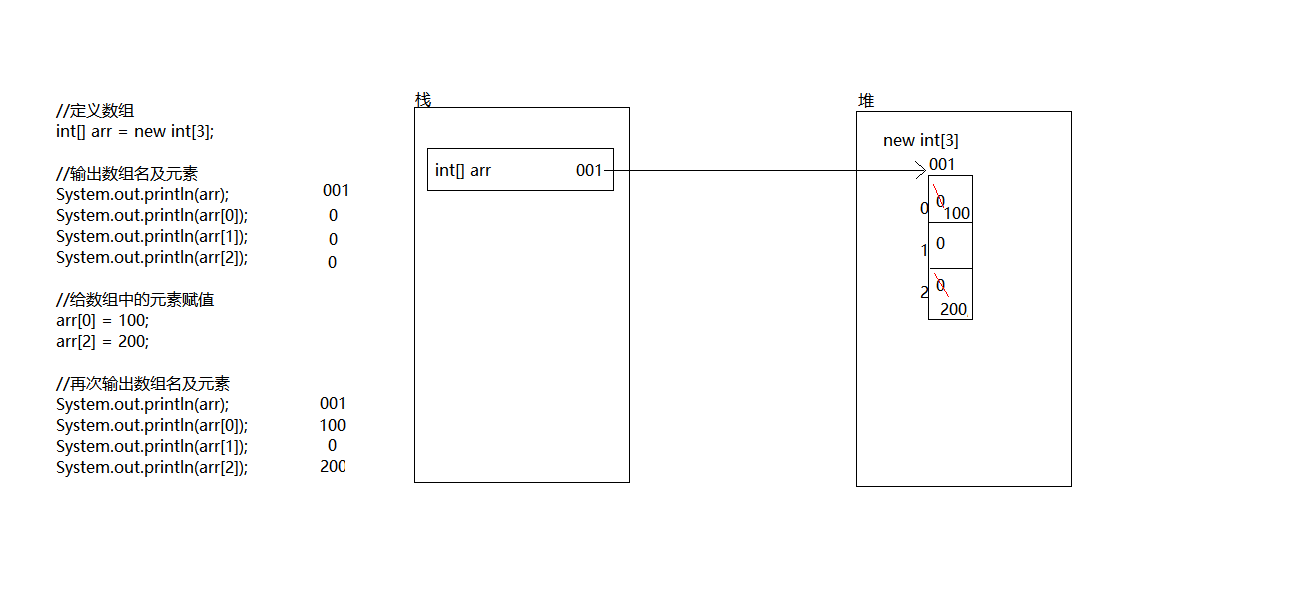 //定义数组
int[] arr = new int[3];
//输出数组名及元素
System.out.println(arr); 001
System.out.println(arr[0]); 0
System.out.println(arr[1]); 0
System.out.println(arr[2]); 0
//给数组中的元素赋值
arr[0] = 100;
arr[2] = 200;
//再次输出数组名及元素
System.out.println(arr); 001
System.out.println(arr[0]); 100
System.out.println(arr[1]); 0
System.out.println(arr[2]); 200
栈
int[] arr 001
堆
new int[3]
001
0 0
100
1 0
2 0
200